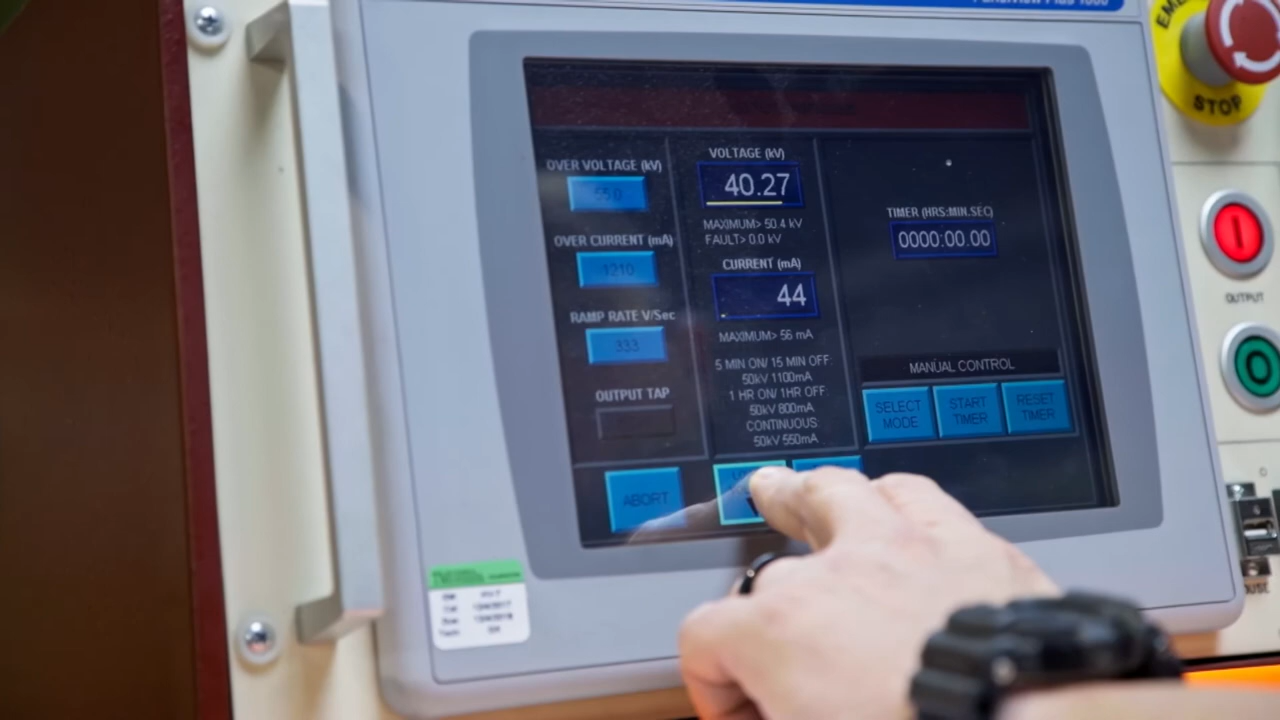 STOP
OVER VOLTAGE (kV)
55.0
OVER CURRENT (mA)
1210
RAMP RATE V/Sec
333
OUTPUT TAP
ABORT
VOLTAGE (kV)
40.27
MAXIMUM> 50.4 kV
FAULT> 0.0 kV
CURRENT (mA)
44
MAXIMUM> 56 mA
5 MIN ON/ 15 MIN OFF:
50kV 1100mA
1 HR ON/ 1HR OFF:
50kV 800mA
CONTINUOUS:
50kV 550mA
TIMER (HRS:MIN.SEC)
0000:00.00
MANUAL CONTROL
SELECT MODE
START TIMER
RESET TIMER
OUTPUT